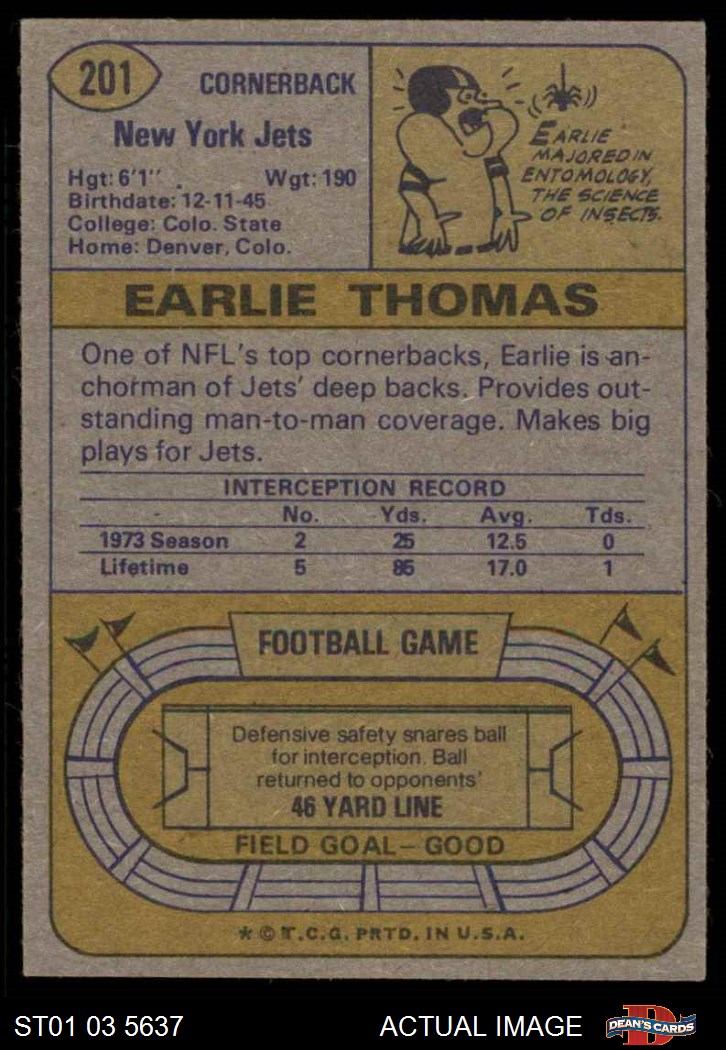 201
CORNERBACK
New York Jets
Hgt: 6'1" Wgt: 190
Birthdate: 12-11-45
College: Colo. State
Home: Denver, Colo.
EARLIE
MAJORED IN
ENTOMOLOGY,
THE SCIENCE
OF INSECTS.
EARLIE THOMAS
One of NFL's top cornerbacks, Earlie is an-
chorman of Jets' deep backs. Provides out-
standing man-to-man coverage. Makes big
plays for Jets.
INTERCEPTION RECORD
No. Yds. Avg. Tds.
1973 Season 2 25 12.5 0
Lifetime 5 85 17.0 1
FOOTBALL GAME
Defensive safety snares ball
for interception. Ball
returned to opponents'
46 YARD LINE
FIELD GOAL — GOOD
* © T.C.G. PRTD. IN U.S.A.
ST01 03 5637 ACTUAL IMAGE
D
DEAN'S CARDS